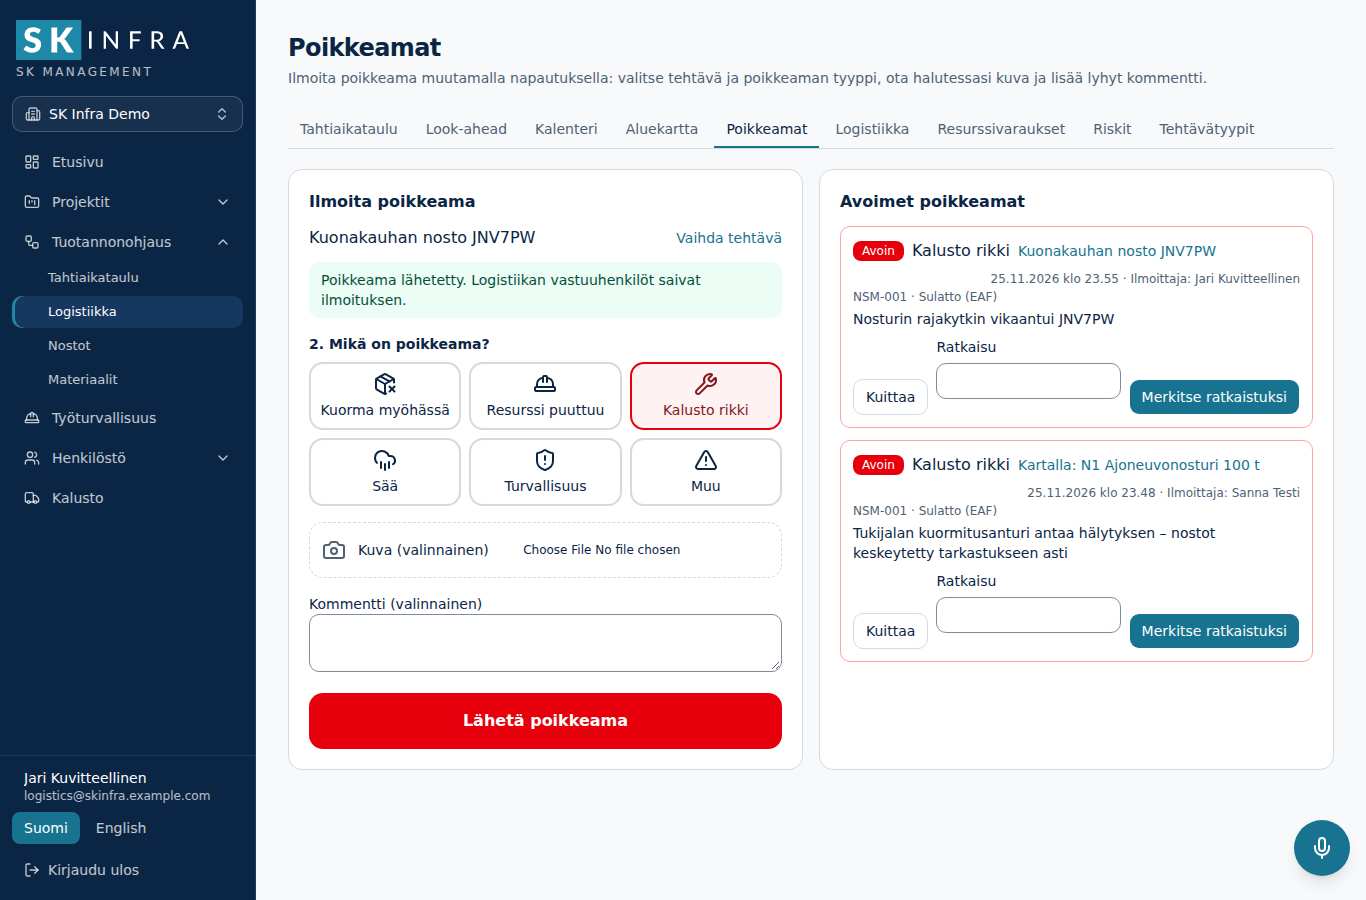 SK INFRA
SK MANAGEMENT
SK Infra Demo
Etusivu
Projektit
Tuotannonohjaus
Tahtiaikataulu
Logistiikka
Nostot
Materiaalit
Työturvallisuus
Henkilöstö
Kalusto
Jari Kuvitteellinen
logistics@skinfra.example.com
Suomi English
Kirjaudu ulos
Poikkeamat
Ilmoita poikkeama muutamalla napautuksella: valitse tehtävä ja poikkeaman tyyppi, ota halutessasi kuva ja lisää lyhyt kommentti.
Tahtiaikataulu Look-ahead Kalenteri Aluekartta Poikkeamat Logistiikka Resurssivaraukset Riskit Tehtävätyypit
Ilmoita poikkeama
Kuonakauhan nosto JNV7PW Vaihda tehtävä
Poikkeama lähetetty. Logistiikan vastuuhenkilöt saivat
ilmoituksen.
2. Mikä on poikkeama?
Kuorma myöhässä Resurssi puuttuu Kalusto rikki
Sää Turvallisuus Muu
Kuva (valinnainen) Choose File No file chosen
Kommentti (valinnainen)
Lähetä poikkeama
Avoimet poikkeamat
Avoin Kalusto rikki Kuonakauhan nosto JNV7PW
25.11.2026 klo 23.55 · Ilmoittaja: Jari Kuvitteellinen
NSM-001 · Sulatto (EAF)
Nosturin rajakytkin vikaantui JNV7PW
Ratkaisu
Kuittaa Merkitse ratkaistuksi
Avoin Kalusto rikki Kartalla: N1 Ajoneuvonosturi 100 t
25.11.2026 klo 23.48 · Ilmoittaja: Sanna Testi
NSM-001 · Sulatto (EAF)
Tukijalan kuormitusanturi antaa hälytyksen – nostot
keskeytetty tarkastukseen asti
Ratkaisu
Kuittaa Merkitse ratkaistuksi